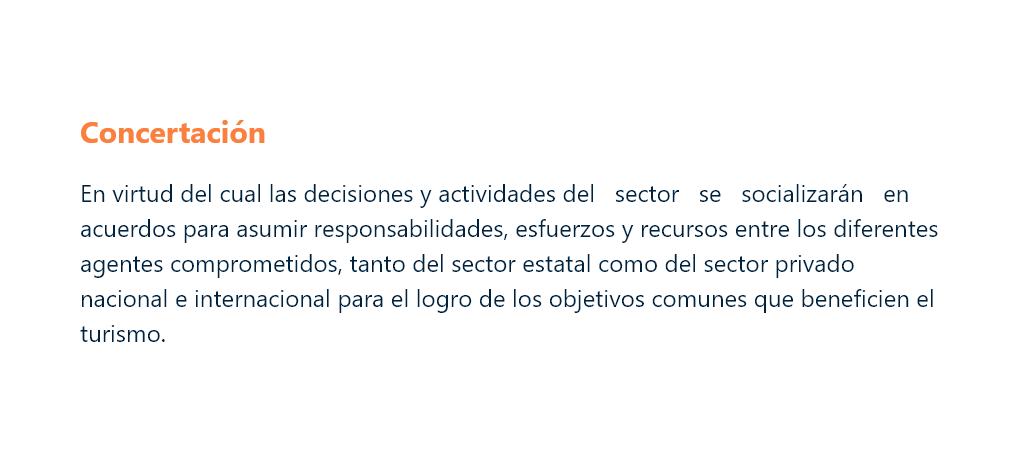 Concertación
En virtud del cual las decisiones y actividades del   sector   se   socializarán   en
acuerdos para asumir responsabilidades, esfuerzos y recursos entre los diferentes
agentes comprometidos, tanto del sector estatal como del sector privado
nacional e internacional para el logro de los objetivos comunes que beneficien el
turismo.